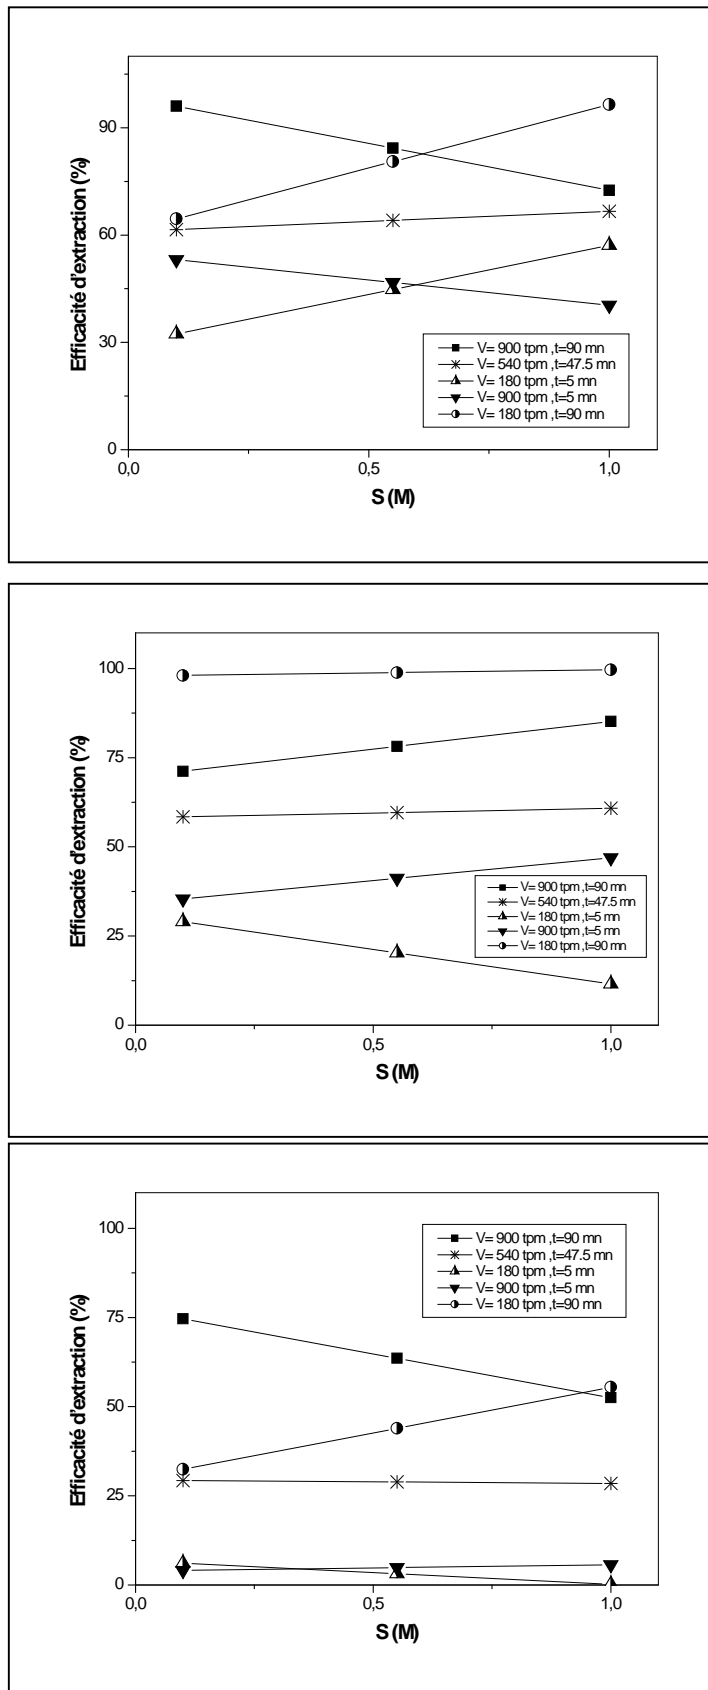 Efficacité d'extraction (%)
90
60
30
0
V= 900 tpm ,t=90 mn
V= 540 tpm ,t=47.5 mn
V= 180 tpm ,t=5 mn
V= 900 tpm ,t=5 mn
V= 180 tpm ,t=90 mn
0,0 0,5 1,0
S (M)
Efficacité d'extraction (%)
100
75
50
25
0
V= 900 tpm ,t=90 mn
V= 540 tpm ,t=47.5 mn
V= 180 tpm ,t=5 mn
V= 900 tpm ,t=5 mn
V= 180 tpm ,t=90 mn
0,0 0,5 1,0
S (M)
Efficacité d'extraction (%)
100
75
50
25
0
V= 900 tpm ,t=90 mn
V= 540 tpm ,t=47.5 mn
V= 180 tpm ,t=5 mn
V= 900 tpm ,t=5 mn
V= 180 tpm ,t=90 mn
0,0 0,5 1,0
S (M)